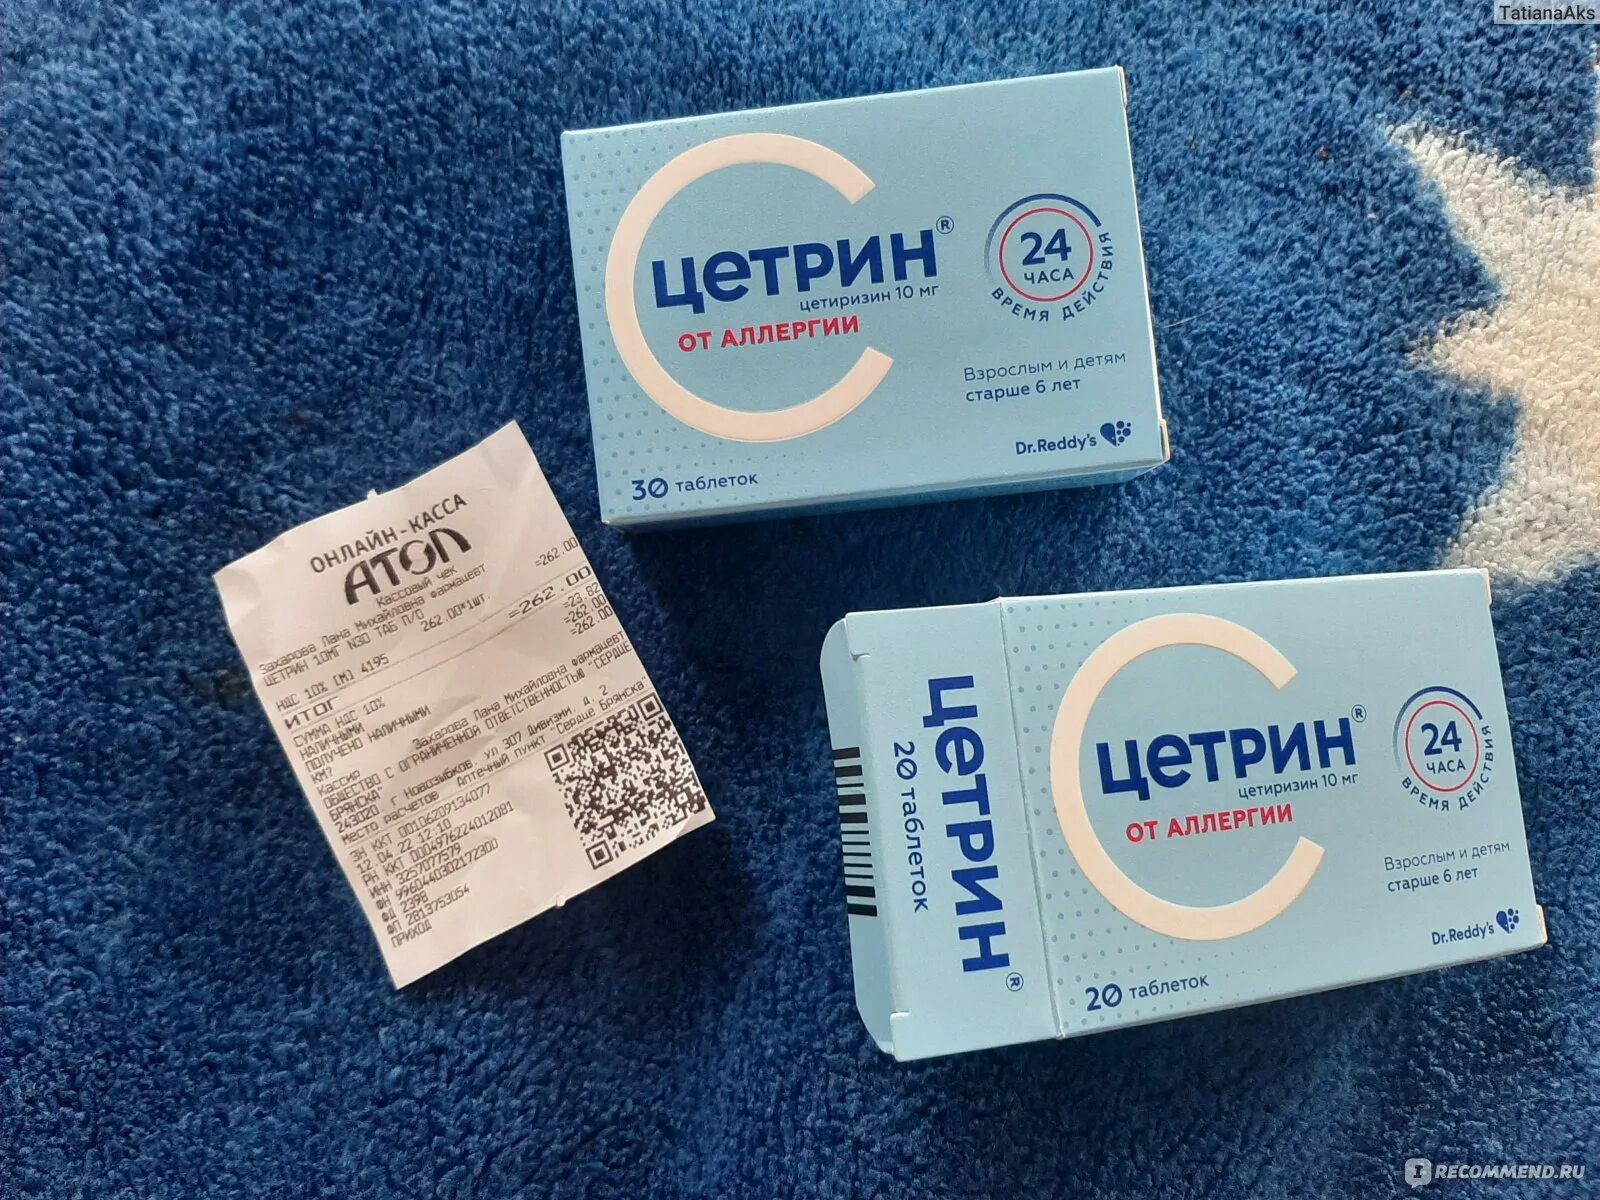 TatianaAks
ЦЕТРИН®
цетиризин 10 мг
ОТ АЛЛЕРГИИ
24
ЧАСА
ВРЕМЯ ДЕЙСТВИЯ
Взрослым и детям
старше 6 лет
Dr.Reddy's
30 таблеток
ОНЛАЙН-КАССА
АТОЛ
Кассовый чек
Захарова Лана Михайловна фармацевт
ЦЕТРИН 10МГ N30 ТАБ П/О
262.00*1шт. =262.00
НДС 10% [М] 4195
ИТОГ =262.00
СУММА НДС 10% =23.82
НАЛИЧНЫМИ =262.00
ПОЛУЧЕНО НАЛИЧНЫМИ =262.00
КМ?
Кассир Захарова Лана Михайловна фармацевт
ОБЩЕСТВО С ОГРАНИЧЕННОЙ ОТВЕТСТВЕННОСТЬЮ "СЕРДЦЕ
БРЯНСКА"
243020, г Новозыбков, ул 307 Дивизии, д. 2
Место расчетов Аптечный пункт "Сердце Брянска"
ЗН ККТ 00106209134077
12.04.22 12:10
РН ККТ 0004976224012081
ИНН 3257077579
ФН 9960440302172300
ФД 2398
ФП 2813753054
ПРИХОД
ЦЕТРИН®
20 таблеток
ЦЕТРИН®
цетиризин 10 мг
ОТ АЛЛЕРГИИ
24
ЧАСА
ВРЕМЯ ДЕЙСТВИЯ
Взрослым и детям
старше 6 лет
Dr.Reddy's
20 таблеток
RECOMMEND.RU